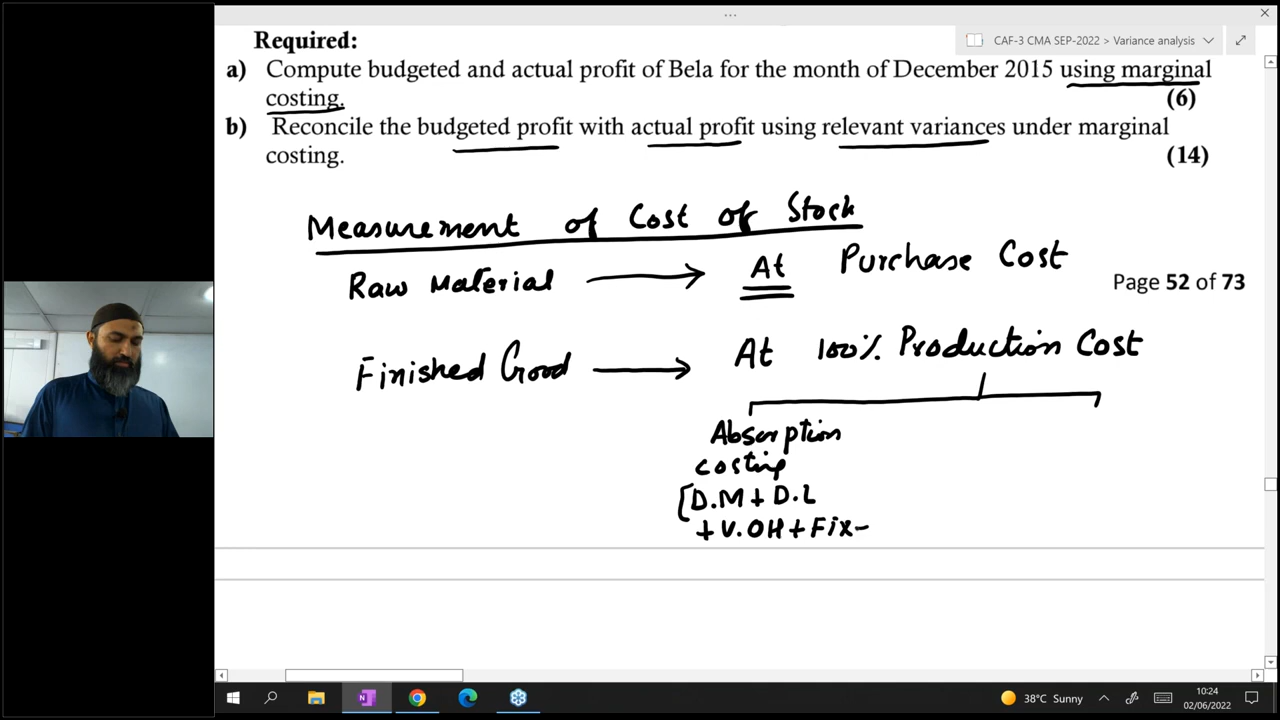 Required:
CAF-3 CMA SEP-2022 > Variance analysis
a) Compute budgeted and actual profit of Bela for the month of December 2015 using marginal
costing. (6)
b) Reconcile the budgeted profit with actual profit using relevant variances under marginal
costing. (14)
Measurement of Cost of Stock
Raw Material → At Purchase Cost
Page 52 of 73
Finished Good → At 100% Production Cost
Absorption
costing
[D.M + D.L
+ V.OH + Fix-
38°C Sunny
10:24
02/06/2022